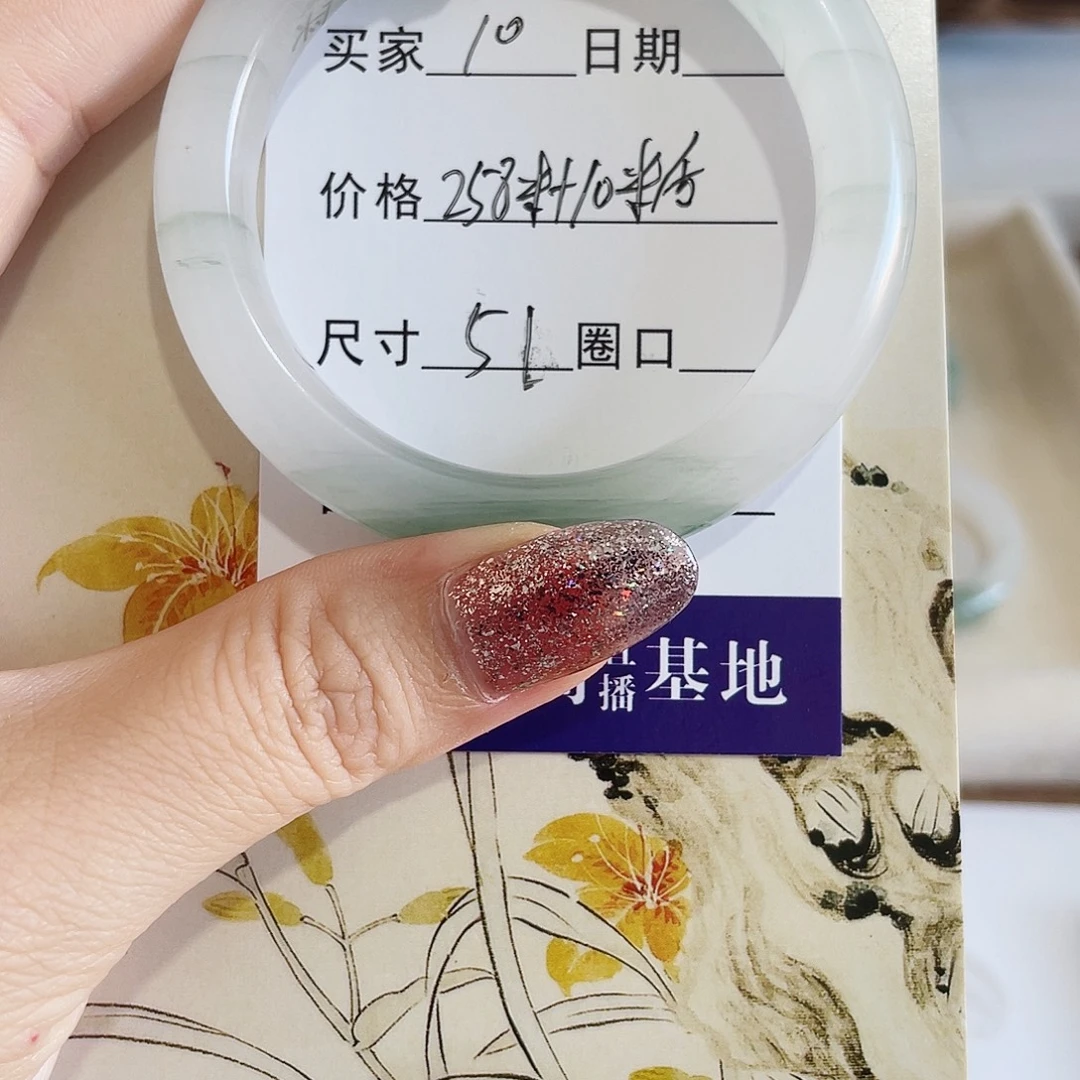 买家 10 日期
价格 258
尺寸 51 圈口
播 基地